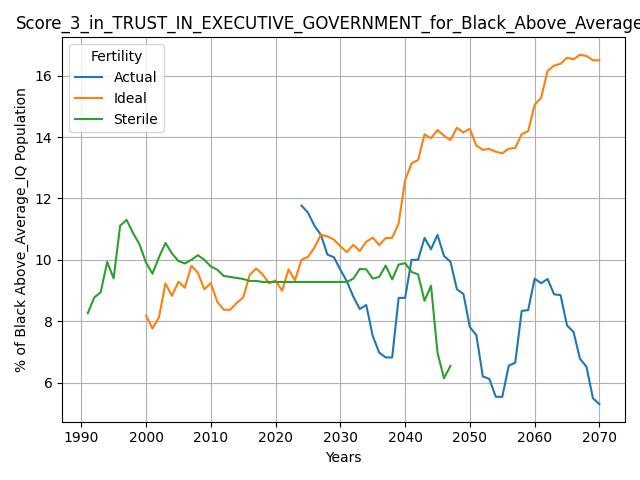 Score_3_in_TRUST_IN_EXECUTIVE_GOVERNMENT_for_Black_Above_Average
Fertility
Actual
Ideal
Sterile
% of Black Above_Average_IQ Population
16
14
12
10
8
6
1990 2000 2010 2020 2030 2040 2050 2060 2070
Years